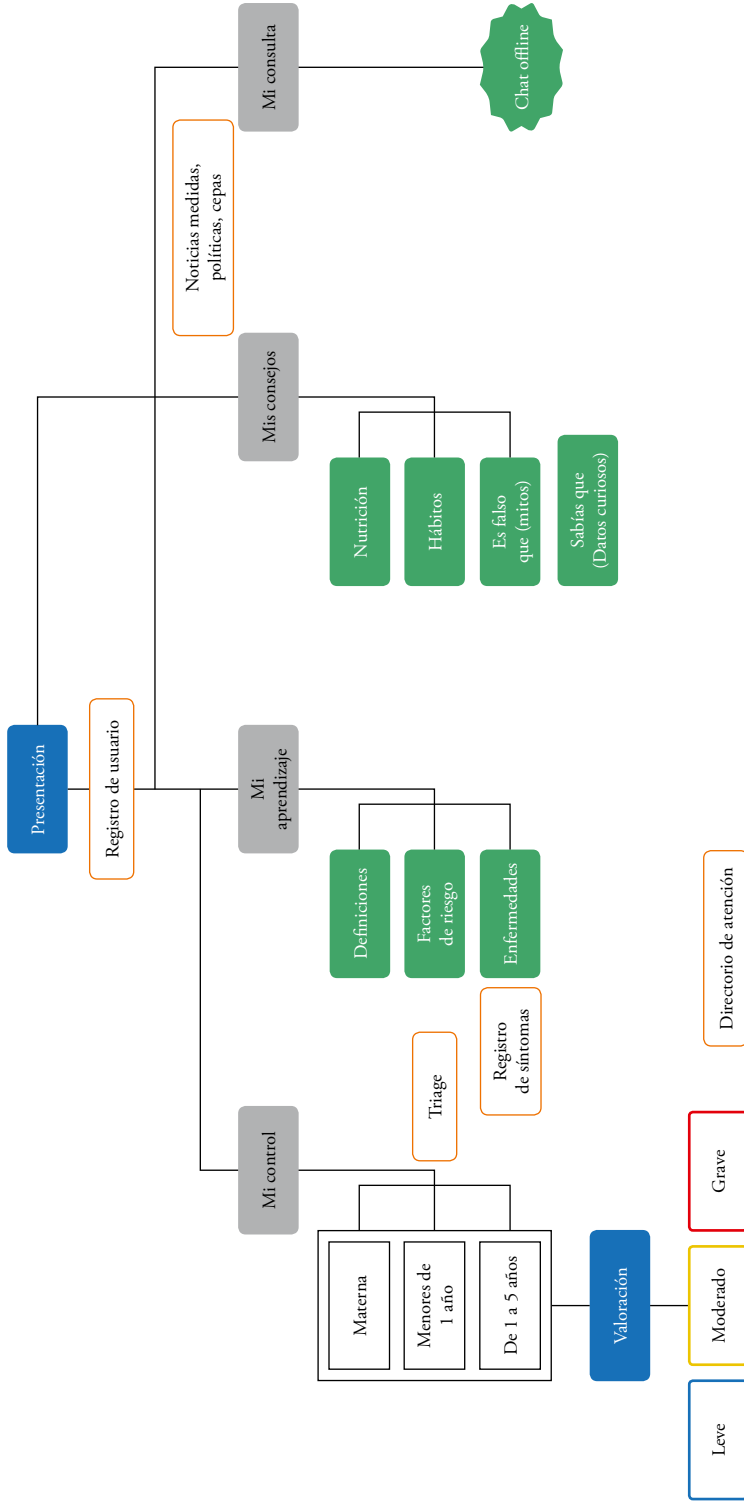 Presentación
Registro de usuario
Mi control
Mi
aprendizaje
Mis consejos
Noticias medidas,
políticas, cepas
Mi consulta
Materna
Menores de
1 año
De 1 a 5 años
Triage
Registro
de síntomas
Definiciones
Factores
de riesgo
Enfermedades
Nutrición
Hábitos
Es falso
que (mitos)
Sabías que
(Datos curiosos)
Chat offline
Valoración
Leve
Moderado
Grave
Directorio de atención